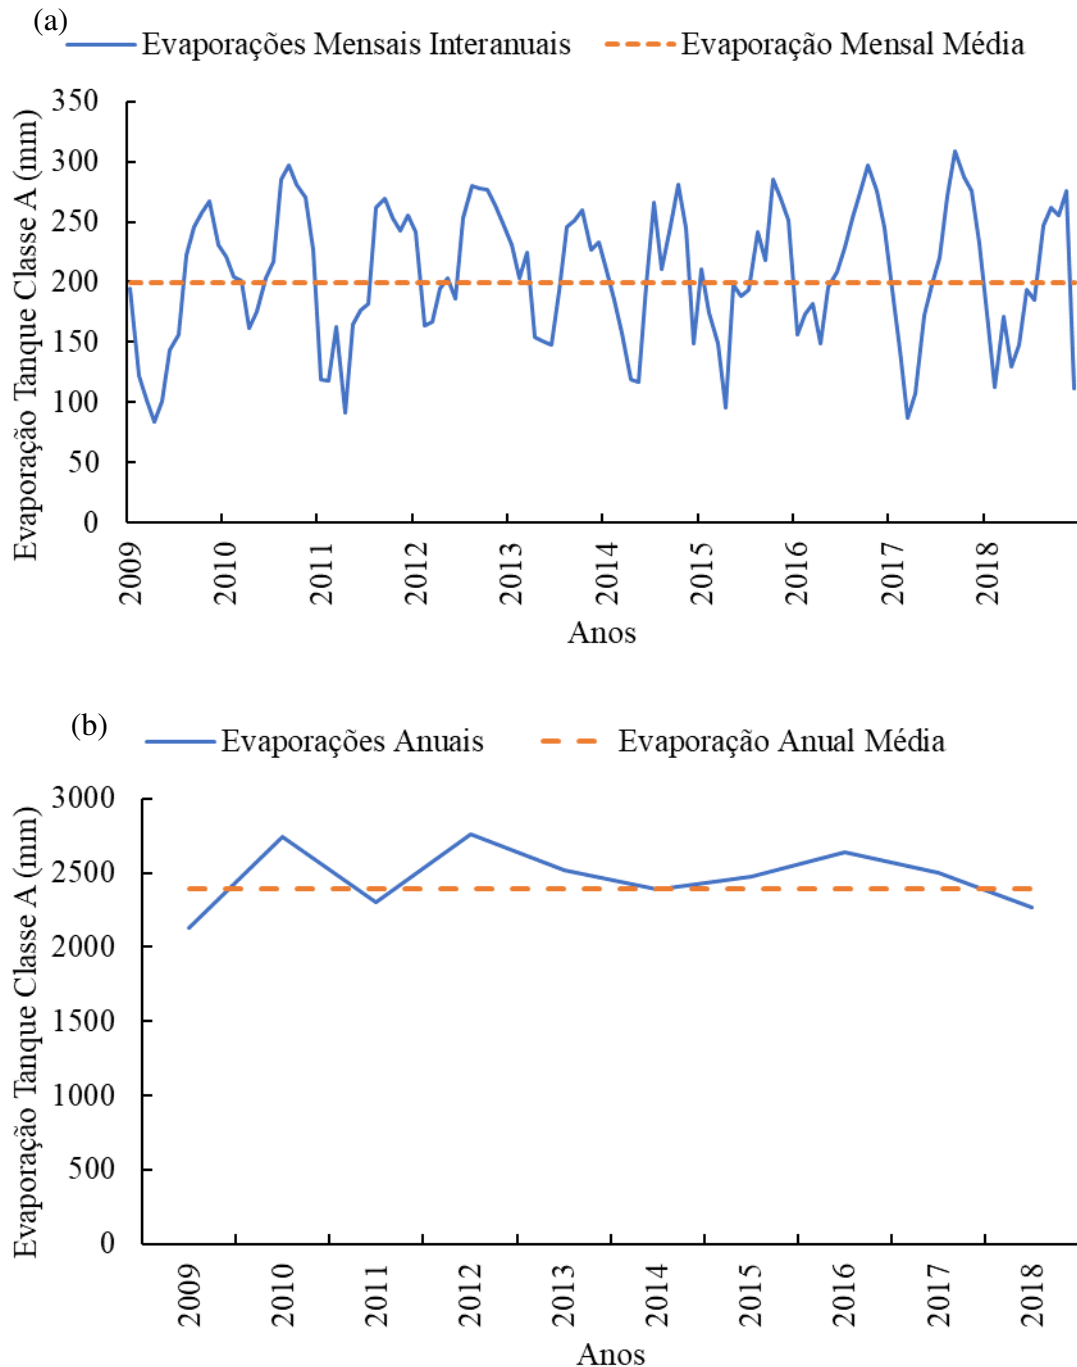 (a)
Evaporações Mensais Interanuais Evaporação Mensal Média
Evaporação Tanque Classe A (mm)
350
300
250
200
150
100
50
0
2009 2010 2011 2012 2013 2014 2015 2016 2017 2018
Anos
(b)
Evaporações Anuais Evaporação Anual Média
Evaporação Tanque Classe A (mm)
3000
2500
2000
1500
1000
500
0
2009 2010 2011 2012 2013 2014 2015 2016 2017 2018
Anos